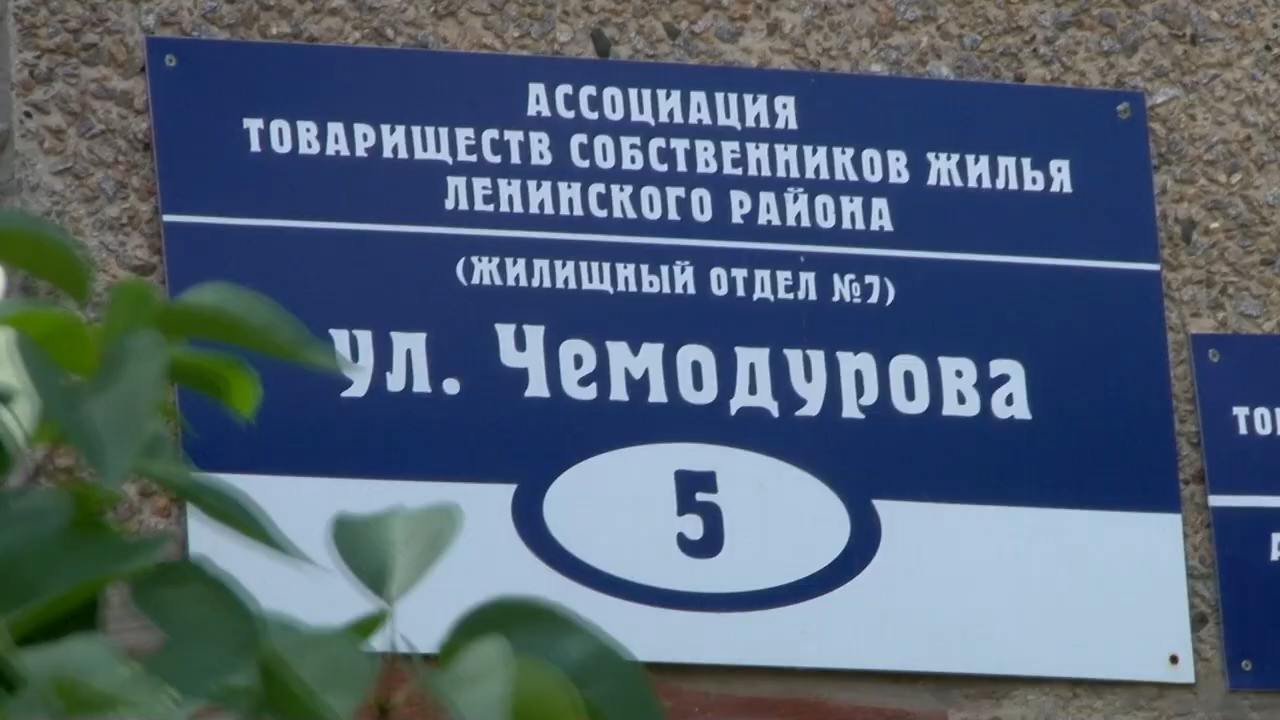 АССОЦИАЦИЯ
ТОВАРИЩЕСТВ СОБСТВЕННИКОВ ЖИЛЬЯ
ЛЕНИНСКОГО РАЙОНА
(ЖИЛИЩНЫЙ ОТДЕЛ №7)
ул. Чемодурова
5